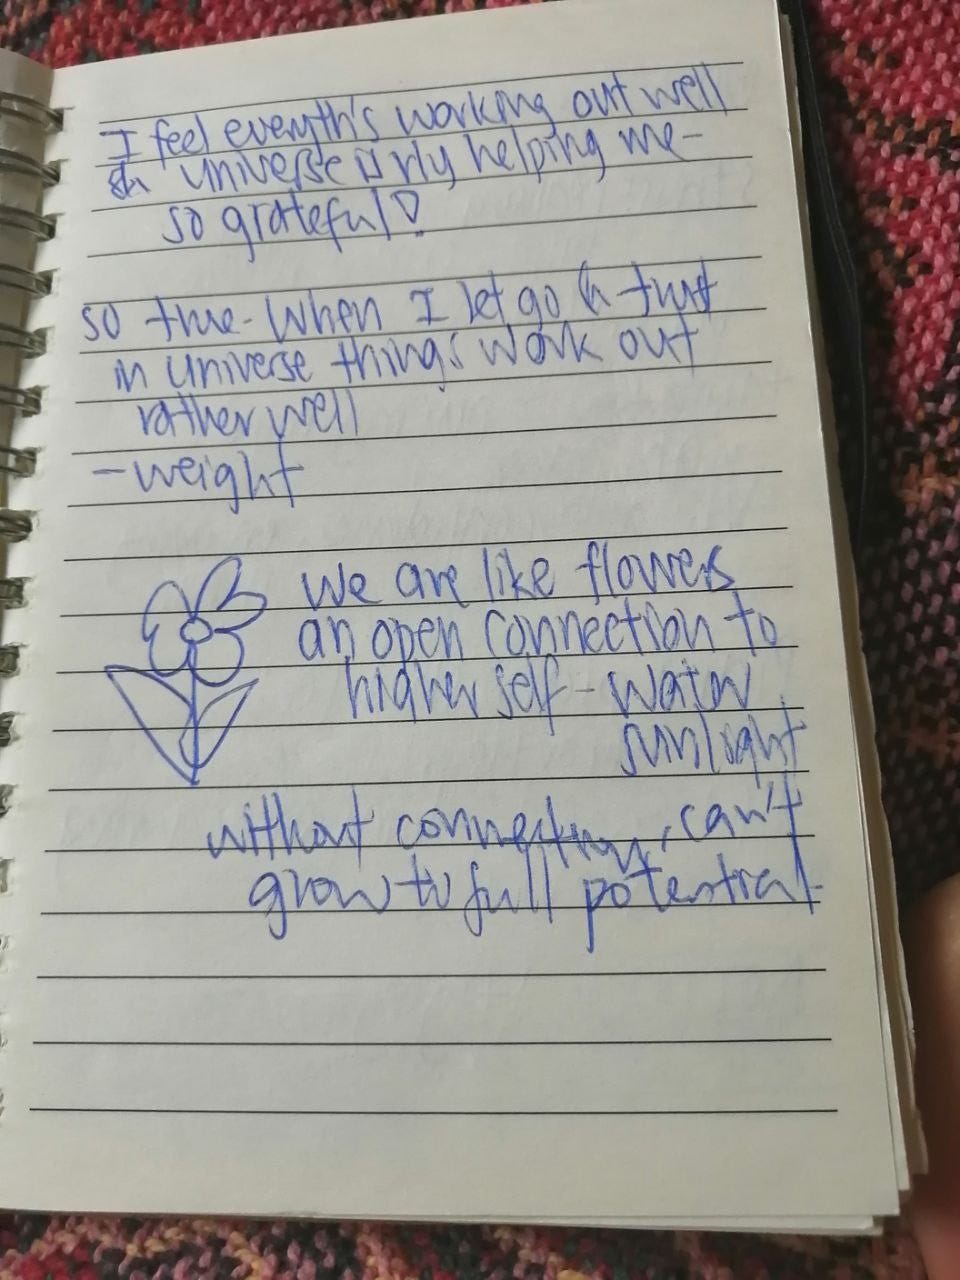 I feel everyth's working out well
& universe is rly helping me-
so grateful!
so true. When I let go & trust
in universe things work out
rather well
- weight
We are like flowers
an open connection to
higher self - water
sunlight
without connection, can't
grow to full potential.